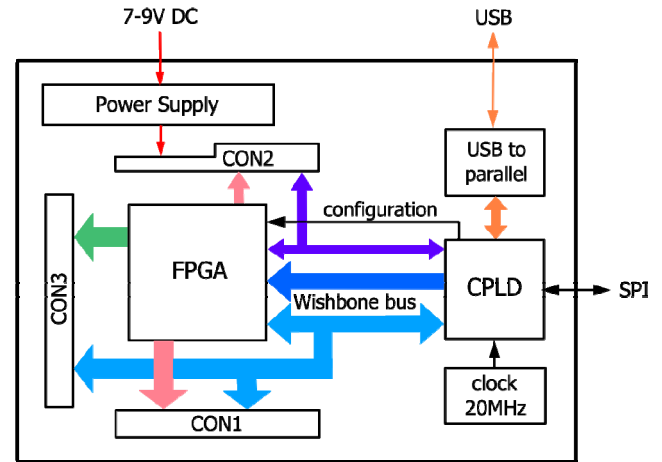 7-9V DC
USB
Power Supply
CON2
USB to
parallel
configuration
FPGA
CON3
Wishbone bus
CPLD
SPI
clock
20MHz
CON1